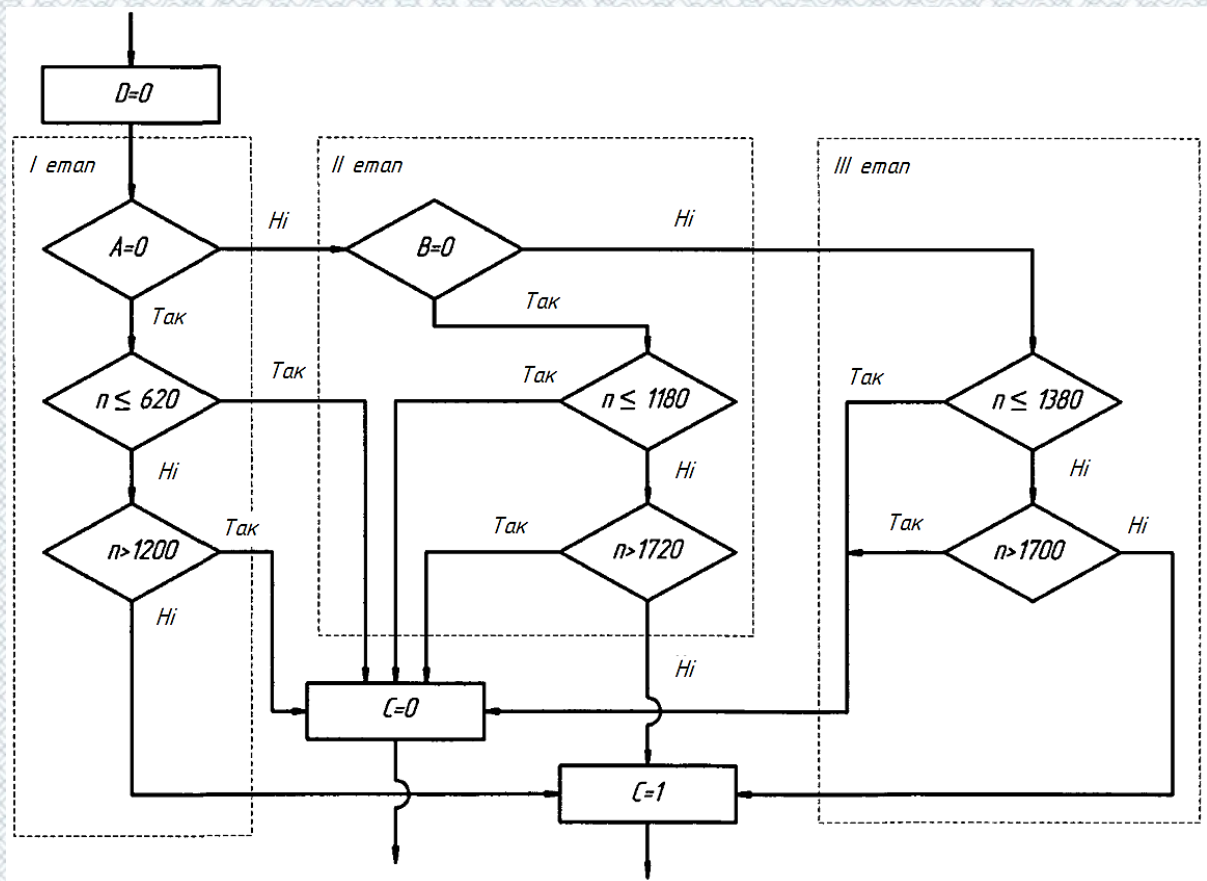 D=0
I етап
II етап
III етап
A=0
Ні
B=0
Ні
Так
Так
n ≤ 620
Так
Так
n ≤ 1180
Так
n ≤ 1380
Ні
Ні
Ні
n>1200
Так
Так
n>1720
Так
n>1700
Ні
Ні
Ні
C=0
C=1